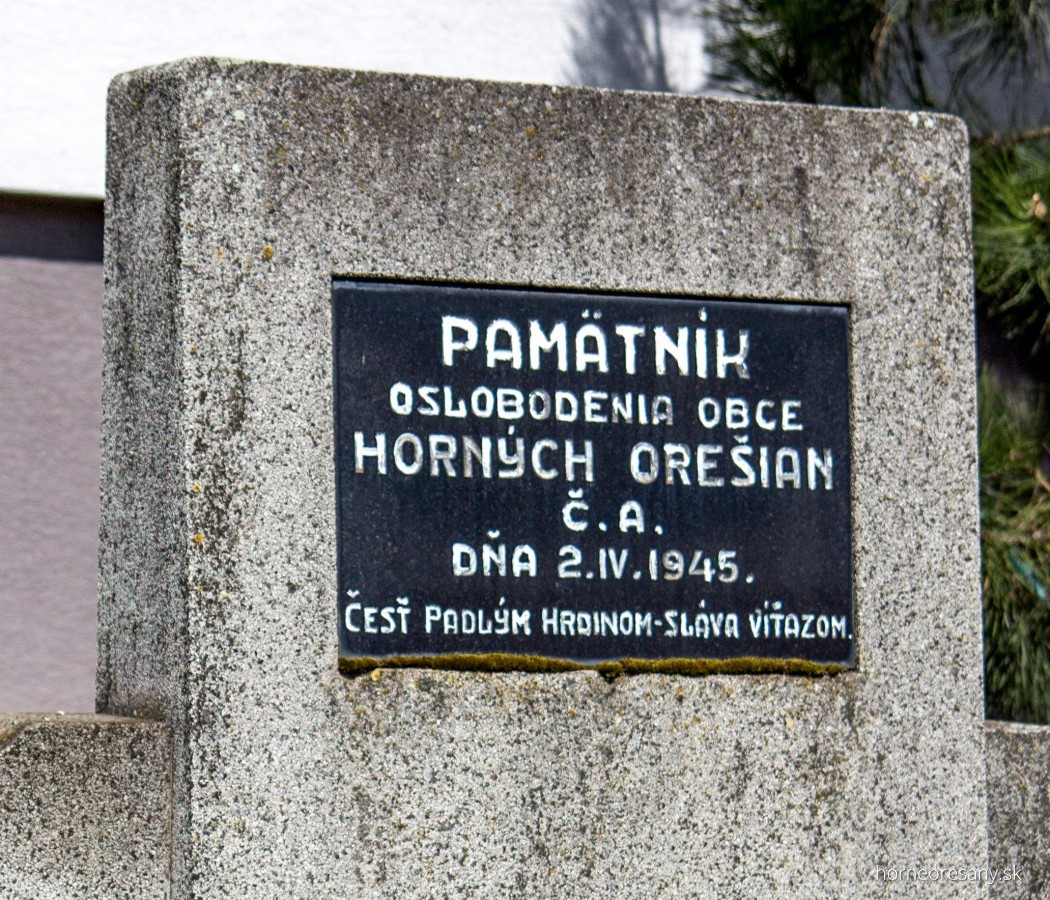 PAMÄTNÍK
OSLOBODENIA OBCE
HORNÝCH OREŠIAN
Č.A.
DŇA 2.IV.1945.
ČESŤ PADLÝM HRDINOM-SLÁVA VÍŤAZOM.
horneoresany.sk